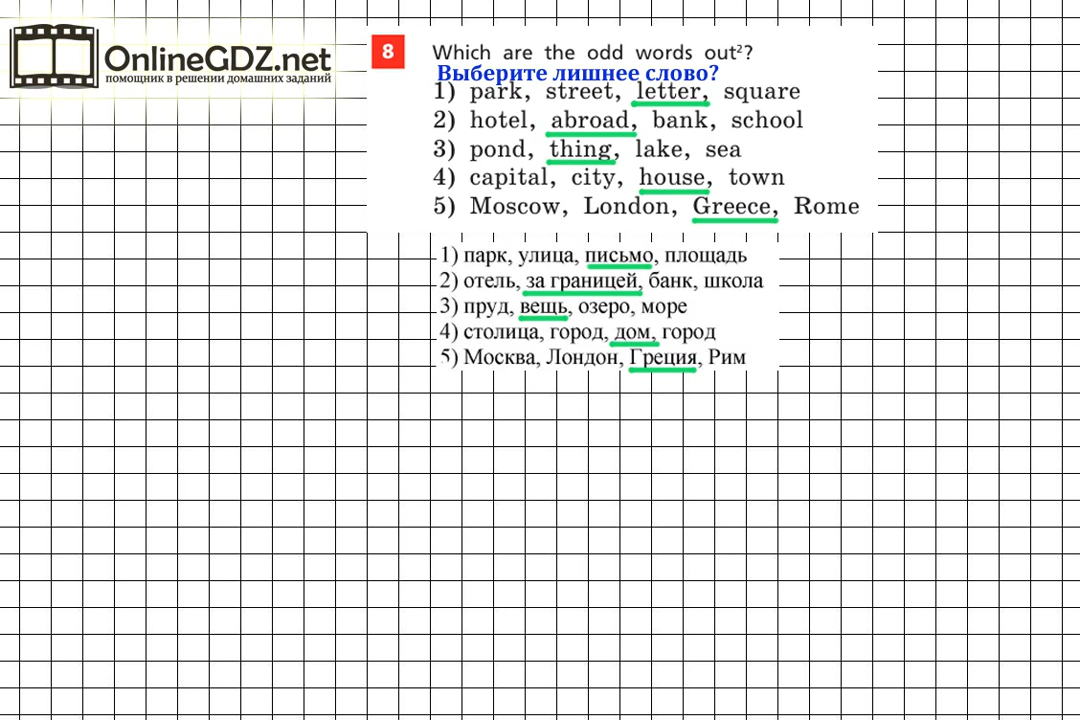 OnlineGDZ.net
помощник в решении домашних заданий
8 Which are the odd words out²?
Выберите лишнее слово?
1) park, street, letter, square
2) hotel, abroad, bank, school
3) pond, thing, lake, sea
4) capital, city, house, town
5) Moscow, London, Greece, Rome
1) парк, улица, письмо, площадь
2) отель, за границей, банк, школа
3) пруд, вещь, озеро, море
4) столица, город, дом, город
5) Москва, Лондон, Греция, Рим